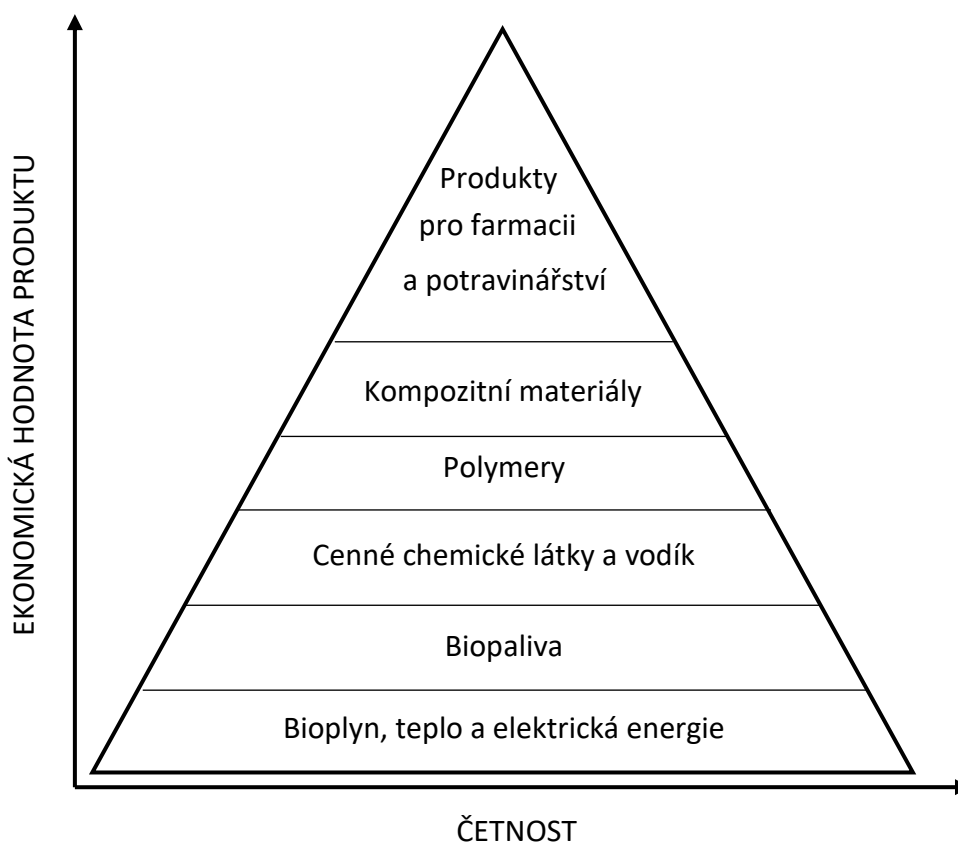 EKONOMICKÁ HODNOTA PRODUKTU
Produkty
pro farmacii
a potravinářství
Kompozitní materiály
Polymery
Cenné chemické látky a vodík
Biopaliva
Bioplyn, teplo a elektrická energie
ČETNOST